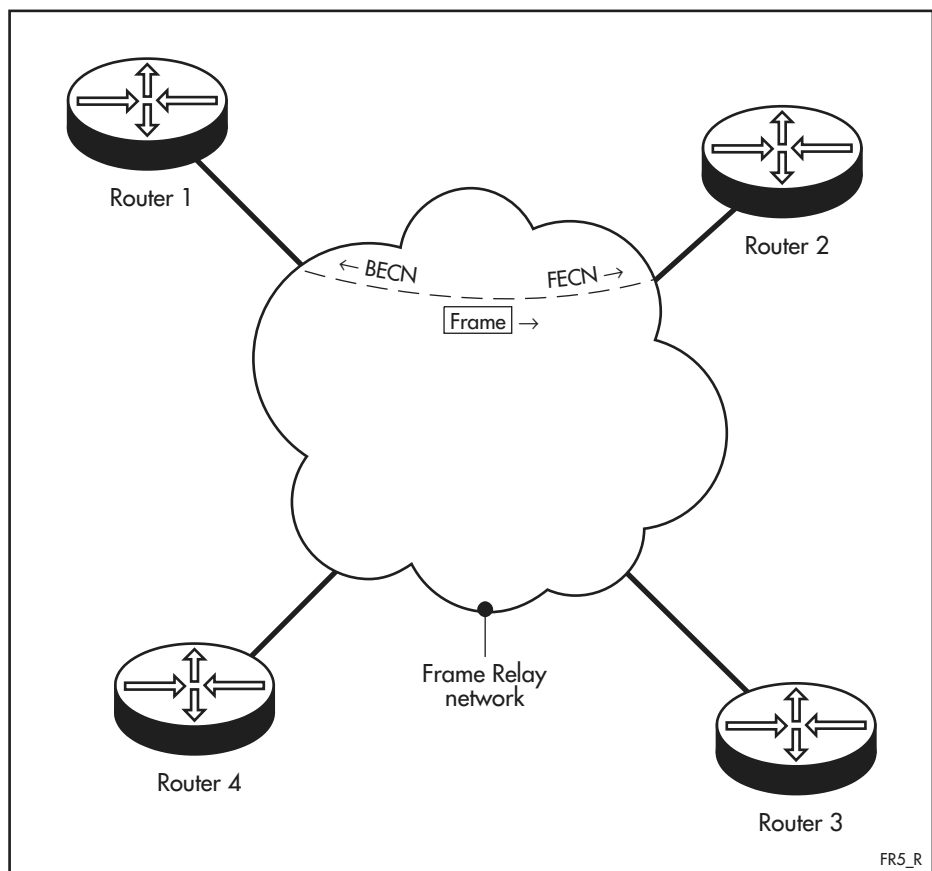 Router 1
Router 2
← BECN
FECN →
Frame →
Frame Relay
network
Router 4
Router 3
FR5_R